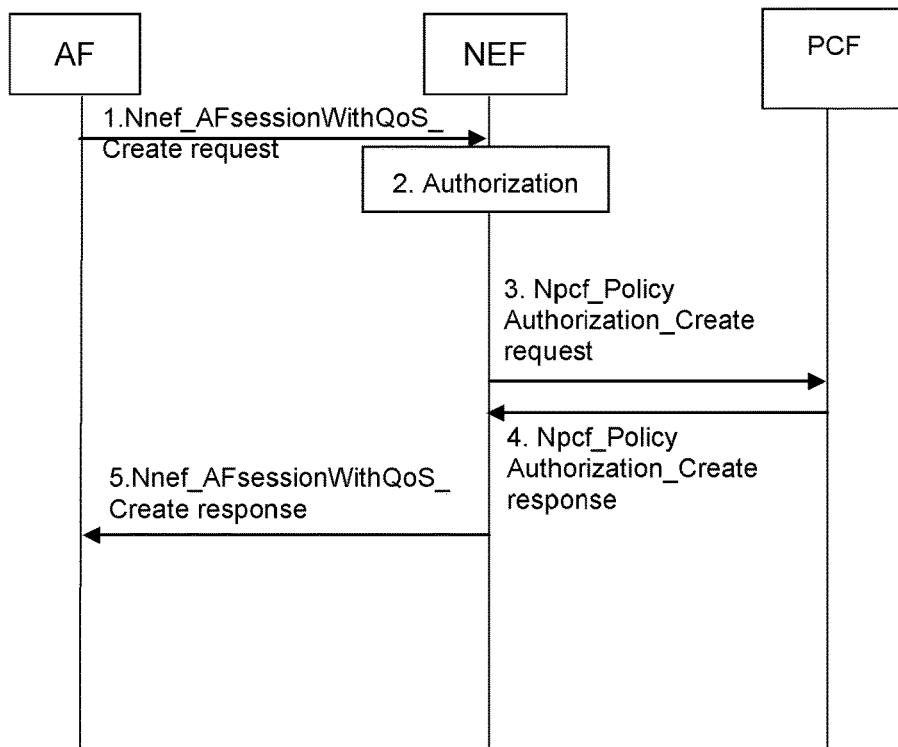 AF
NEF
PCF
1.Nnef_AFsessionWithQoS_
Create request
2. Authorization
3. Npcf_Policy
Authorization_Create
request
4. Npcf_Policy
Authorization_Create
response
5.Nnef_AFsessionWithQoS_
Create response